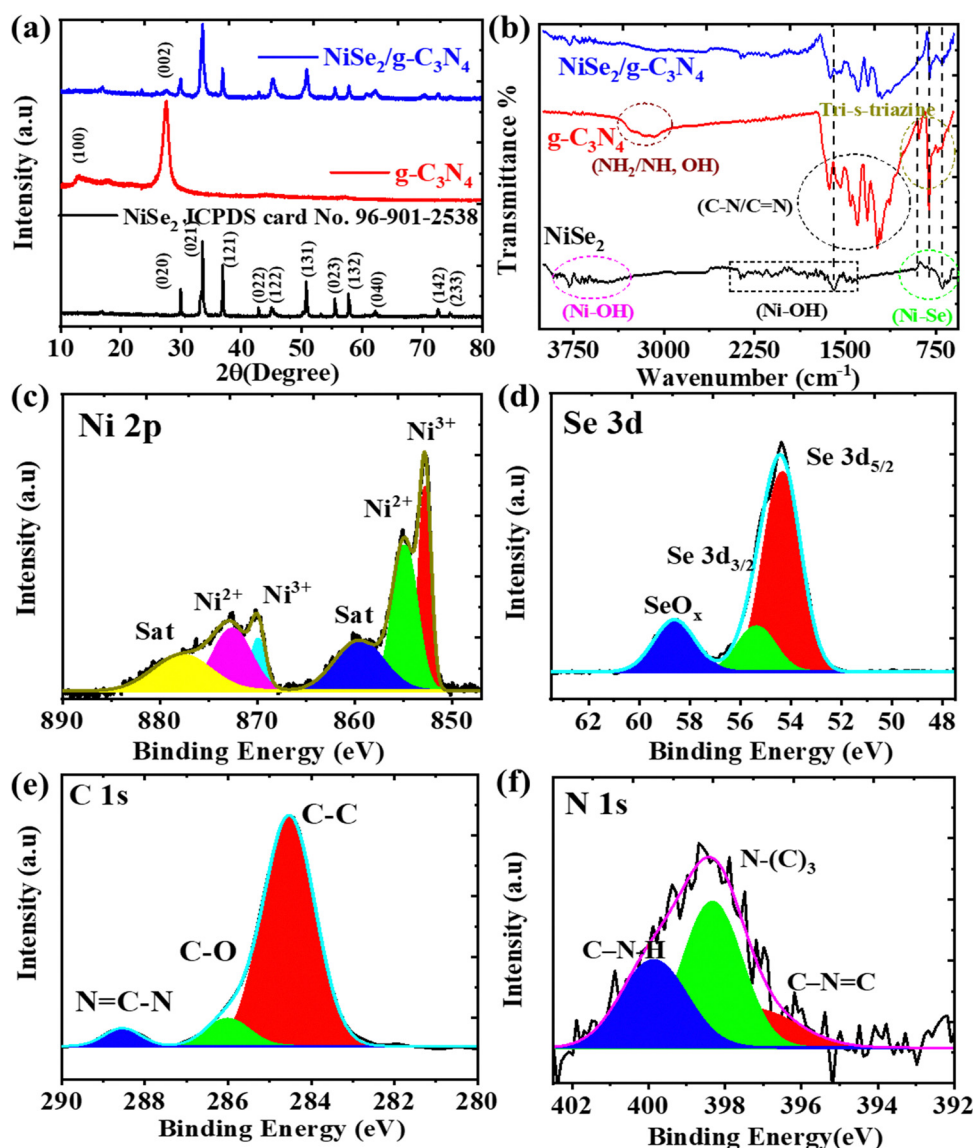 (a)
NiSe2/g-C3N4
(002)
(100)
g-C3N4
NiSe2 JCPDS card No. 96-901-2538
(020)
(021)
(121)
(022)
(122)
(131)
(023)
(132)
(040)
(142)
(233)
Intensity (a.u)
10 20 30 40 50 60 70 80
2θ(Degree)
(b)
NiSe2/g-C3N4
Tri-s-triazine
g-C3N4
(NH2/NH, OH)
(C-N/C=N)
NiSe2
(Ni-OH)
(Ni-OH)
(Ni-Se)
Transmittance %
3750 3000 2250 1500 750
Wavenumber (cm-1)
(c)
Ni 2p
Ni3+
Ni2+
Ni2+
Ni3+
Sat
Sat
Intensity (a.u)
890 880 870 860 850
Binding Energy (eV)
(d)
Se 3d
Se 3d5/2
Se 3d3/2
SeOx
Intensity (a.u)
62 60 58 56 54 52 50 48
Binding Energy (eV)
(e)
C 1s
C-C
C-O
N=C-N
Intensity (a.u)
290 288 286 284 282 280
Binding Energy (eV)
(f)
N 1s
N-(C)3
C–N-H
C–N=C
Intensity (a.u)
402 400 398 396 394 392
Binding Energy(eV)